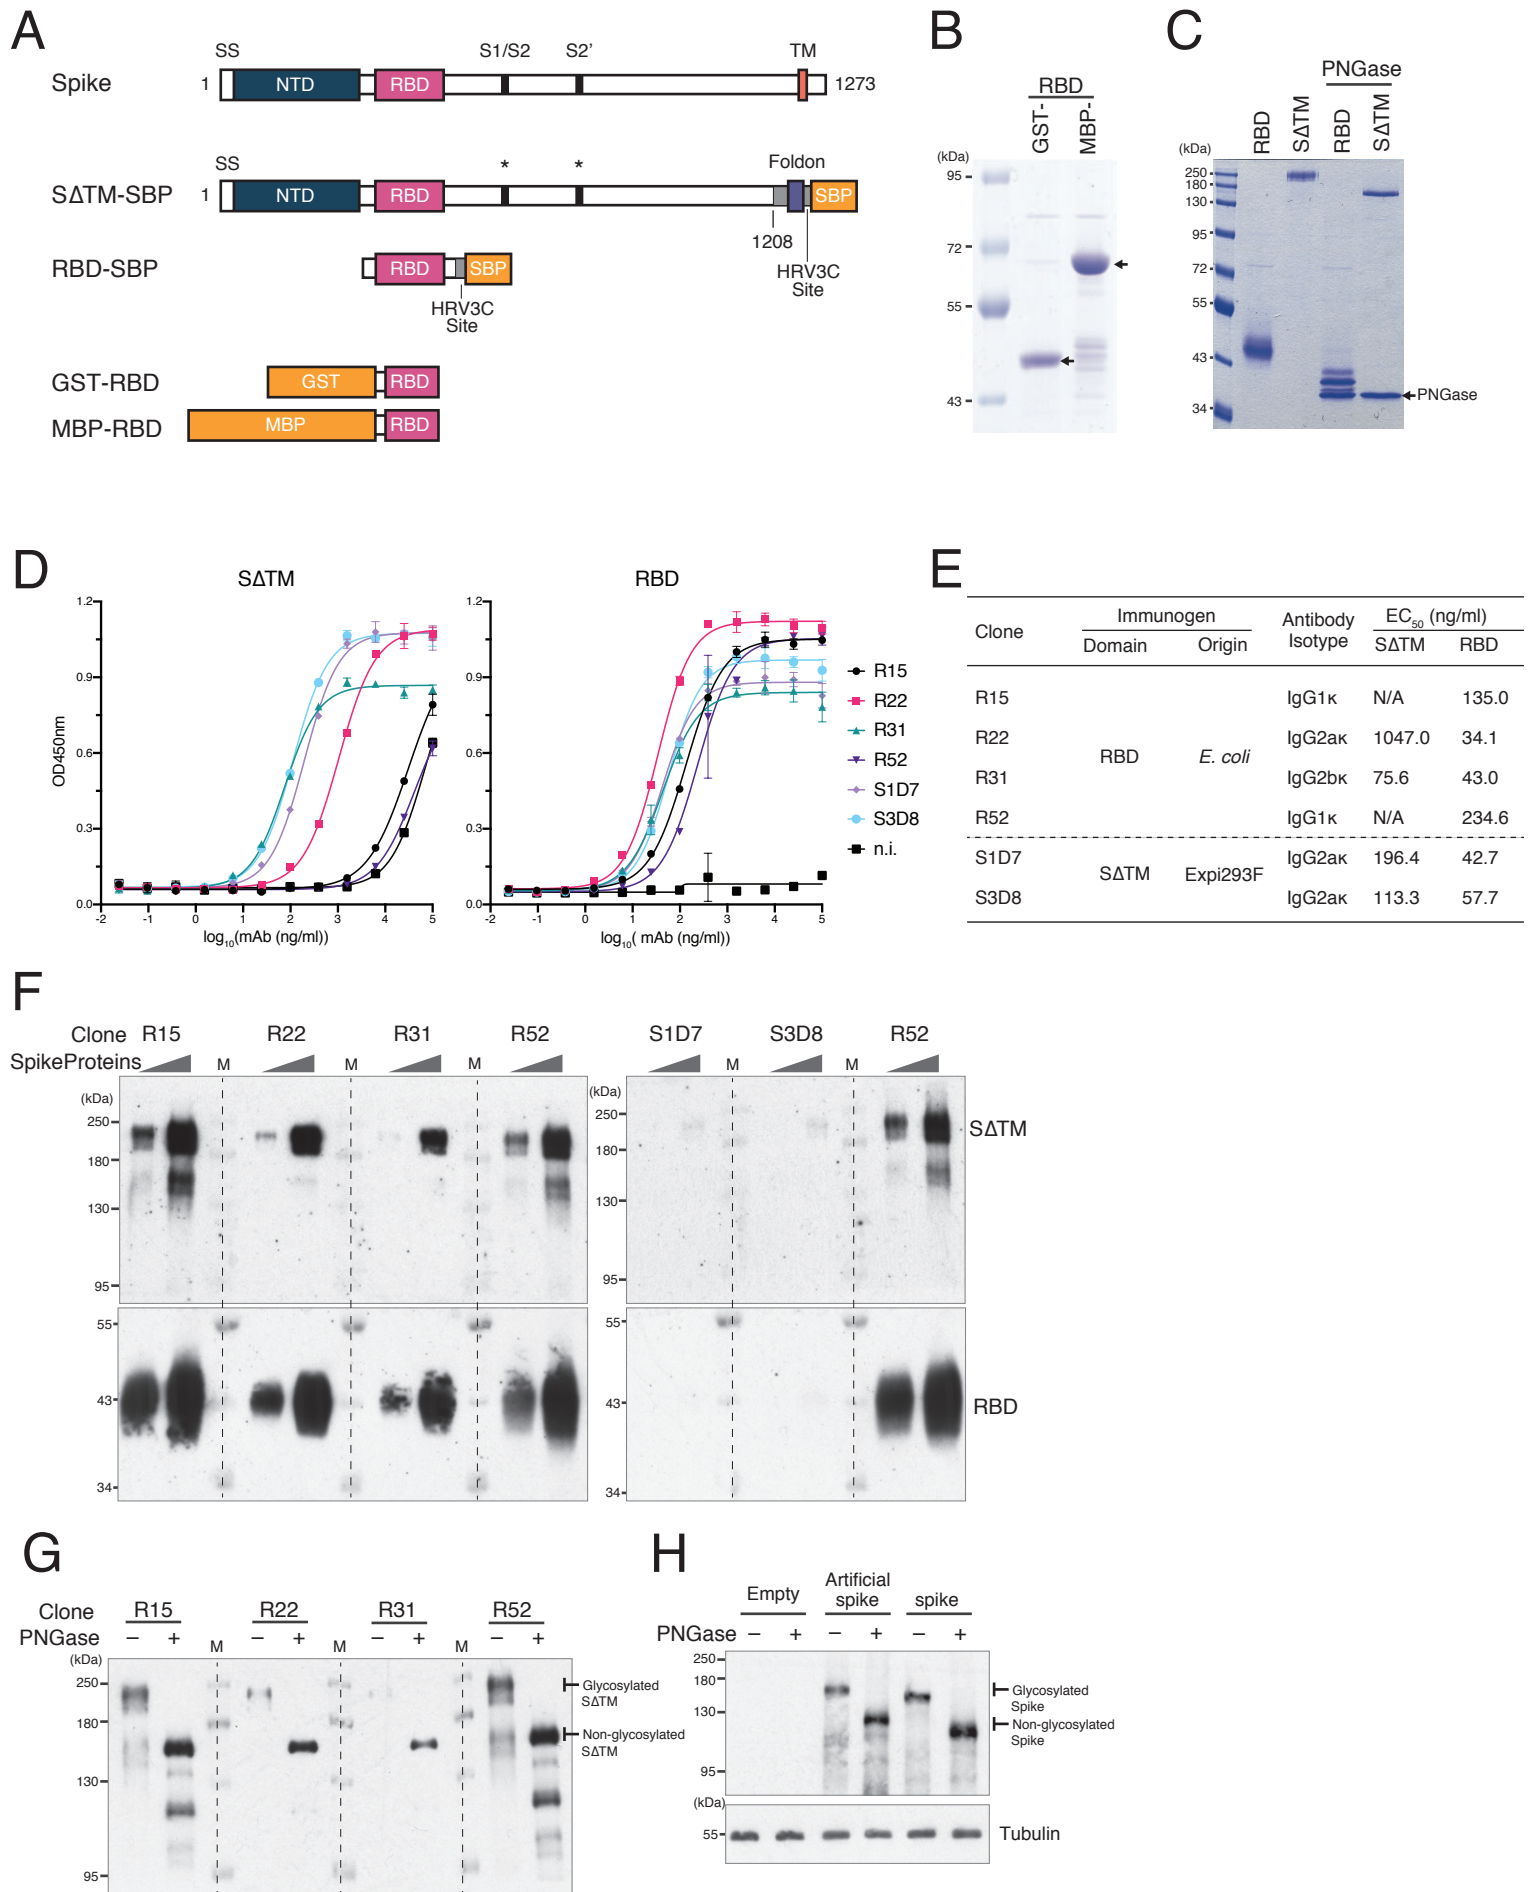 A
SS
S1/S2
S2'
TM
Spike
1
NTD
RBD
1273
SS
*
*
Foldon
SΔTM-SBP
1
NTD
RBD
SBP
1208
HRV3C
Site
RBD-SBP
RBD
SBP
HRV3C
Site
GST-RBD
GST
RBD
MBP-RBD
MBP
RBD
B
RBD
GST-
MBP-
(kDa)
95
72
55
43
C
PNGase
RBD
SΔTM
RBD
SΔTM
(kDa)
250
180
130
95
72
55
43
34
PNGase
D
SΔTM
OD450nm
1.2
0.9
0.6
0.3
0.0
-2 -1 0 1 2 3 4 5
log10(mAb (ng/ml))
RBD
1.2
0.9
0.6
0.3
0.0
-2 -1 0 1 2 3 4 5
log10( mAb (ng/ml))
R15
R22
R31
R52
S1D7
S3D8
n.i.
E
Clone Immunogen Antibody Isotype EC50 (ng/ml)
Domain Origin SΔTM RBD
R15 IgG1κ N/A 135.0
R22 IgG2aκ 1047.0 34.1
RBD E. coli
R31 IgG2bκ 75.6 43.0
R52 IgG1κ N/A 234.6
S1D7 IgG2aκ 196.4 42.7
SΔTM Expi293F
S3D8 IgG2aκ 113.3 57.7
F
Clone R15 R22 R31 R52
SpikeProteins M M M
(kDa)
250
180
130
95
55
43
34
S1D7 S3D8 R52
M M
(kDa)
250
180
130
95
55
43
34
SΔTM
RBD
G
Clone R15 R22 R31 R52
PNGase − + − + − + − +
M M M
(kDa)
250
180
130
95
Glycosylated
SΔTM
Non-glycosylated
SΔTM
H
Empty Artificial spike spike
PNGase − + − + − +
250
180
130
95
(kDa)
55
Glycosylated
Spike
Non-glycosylated
Spike
Tubulin